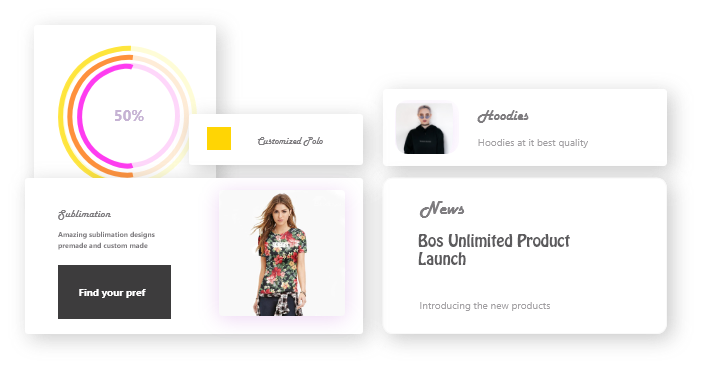 50%
Customized Polo
Hoodies
Hoodies at it best quality
Sublimation
Amazing sublimation designs
premade and custom made
Find your pref
News
Bos Unlimited Product
Launch
Introducing the new products